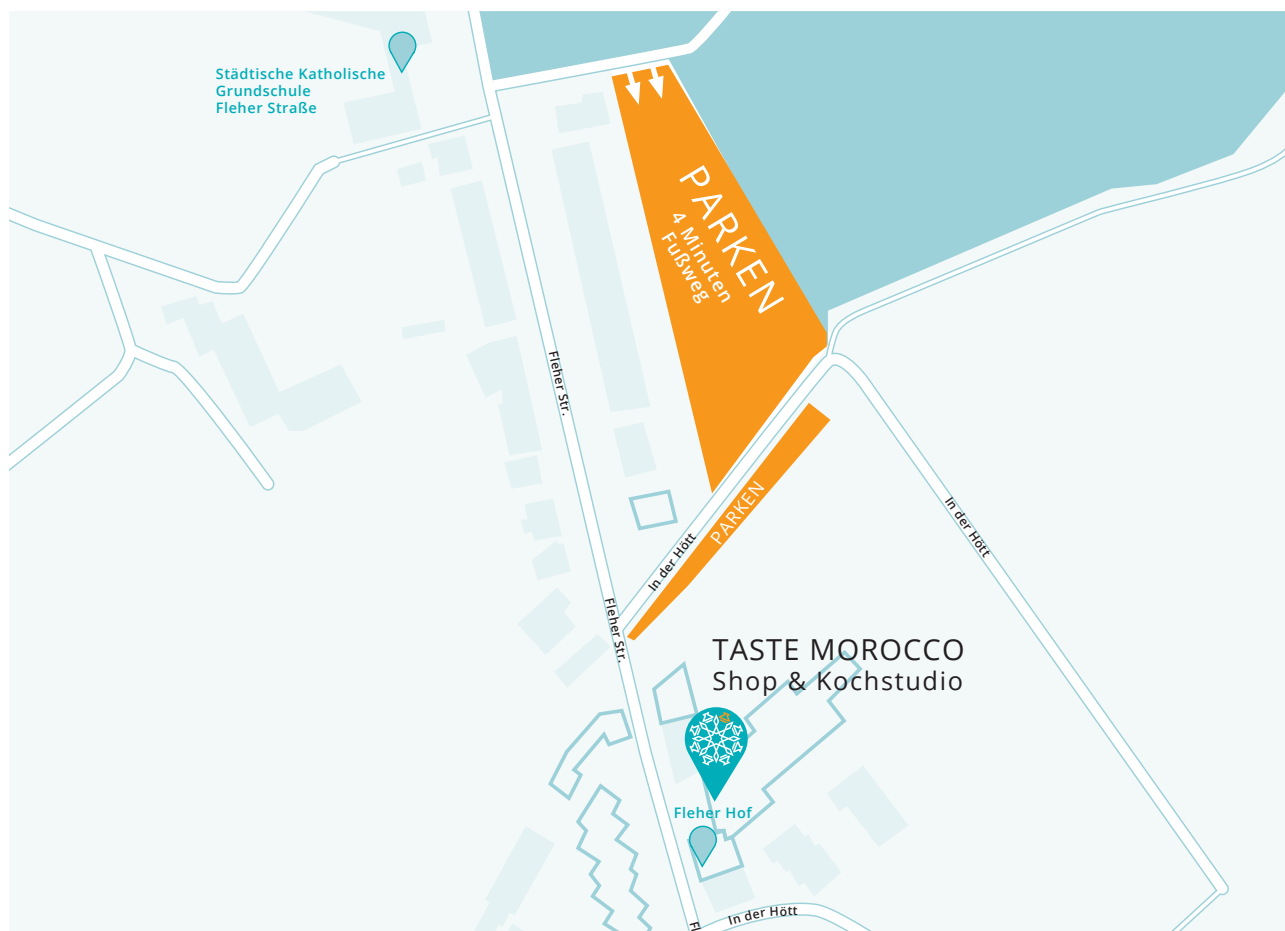 Städtische Katholische
Grundschule
Fleher Straße
PARKEN
4 Minuten
Fußweg
Fleher Str.
PARKEN
In der Hött
In der Hött
Fleher Str.
TASTE MOROCCO
Shop & Kochstudio
Fleher Hof
In der Hött